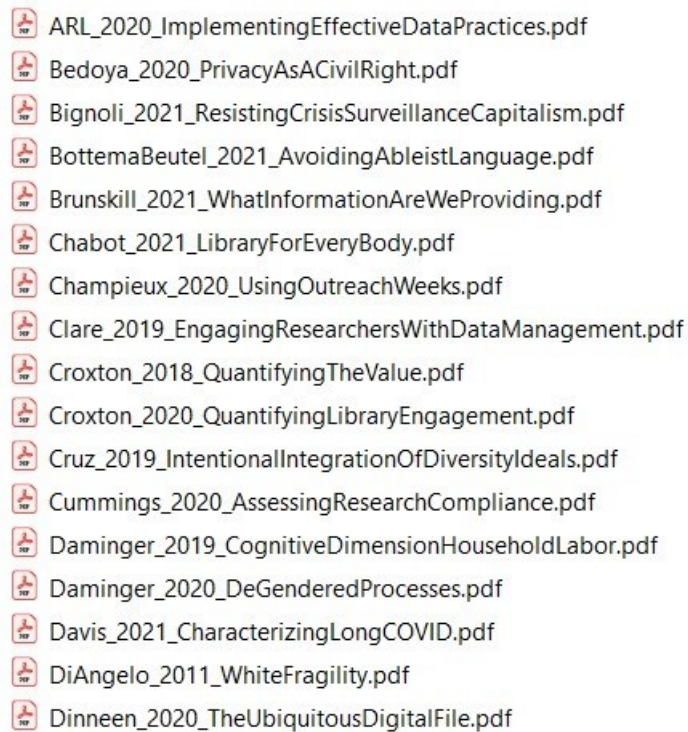 ARL_2020_ImplementingEffectiveDataPractices.pdf
Bedoya_2020_PrivacyAsACivilRight.pdf
Bignoli_2021_ResistingCrisisSurveillanceCapitalism.pdf
BottemaBeutel_2021_AvoidingAbleistLanguage.pdf
Brunskill_2021_WhatInformationAreWeProviding.pdf
Chabot_2021_LibraryForEveryBody.pdf
Champieux_2020_UsingOutreachWeeks.pdf
Clare_2019_EngagingResearchersWithDataManagement.pdf
Croxton_2018_QuantifyingTheValue.pdf
Croxton_2020_QuantifyingLibraryEngagement.pdf
Cruz_2019_IntentionalIntegrationOfDiversityIdeals.pdf
Cummings_2020_AssessingResearchCompliance.pdf
Daminger_2019_CognitiveDimensionHouseholdLabor.pdf
Daminger_2020_DeGenderedProcesses.pdf
Davis_2021_CharacterizingLongCOVID.pdf
DiAngelo_2011_WhiteFragility.pdf
Dinneen_2020_TheUbiquitousDigitalFile.pdf